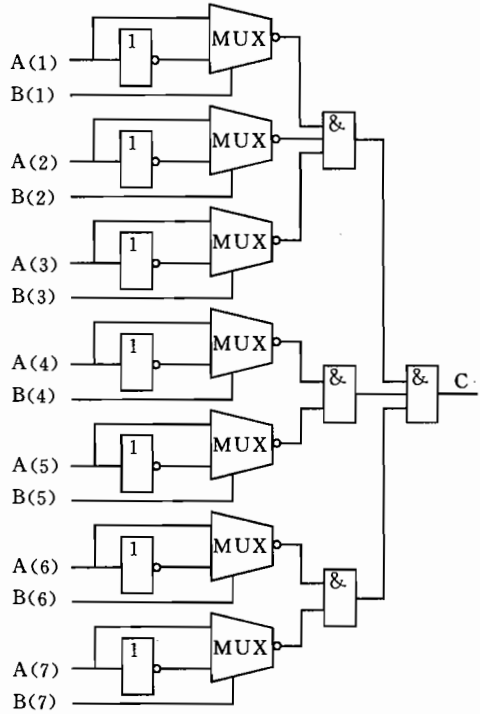 1 MUX
A(1)
B(1)
&
1 MUX
A(2)
B(2)
1 MUX
A(3)
B(3)
1 MUX
A(4)
B(4)
& & C
1 MUX
A(5)
B(5)
1 MUX
A(6)
B(6)
&
1 MUX
A(7)
B(7)